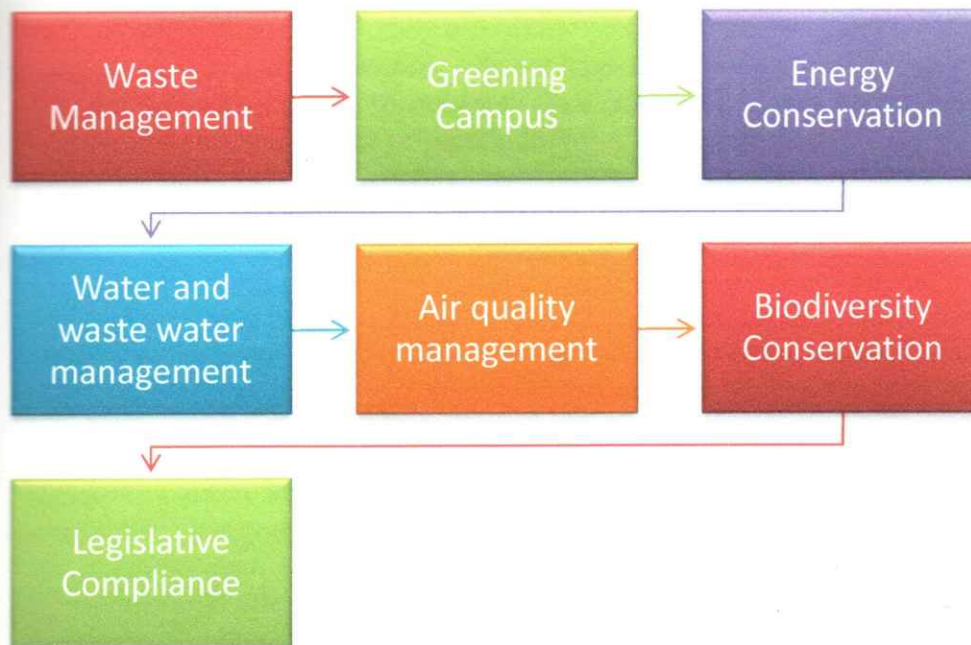 Waste
Management
Greening
Campus
Energy
Conservation
Water and
waste water
management
Air quality
management
Biodiversity
Conservation
Legislative
Compliance